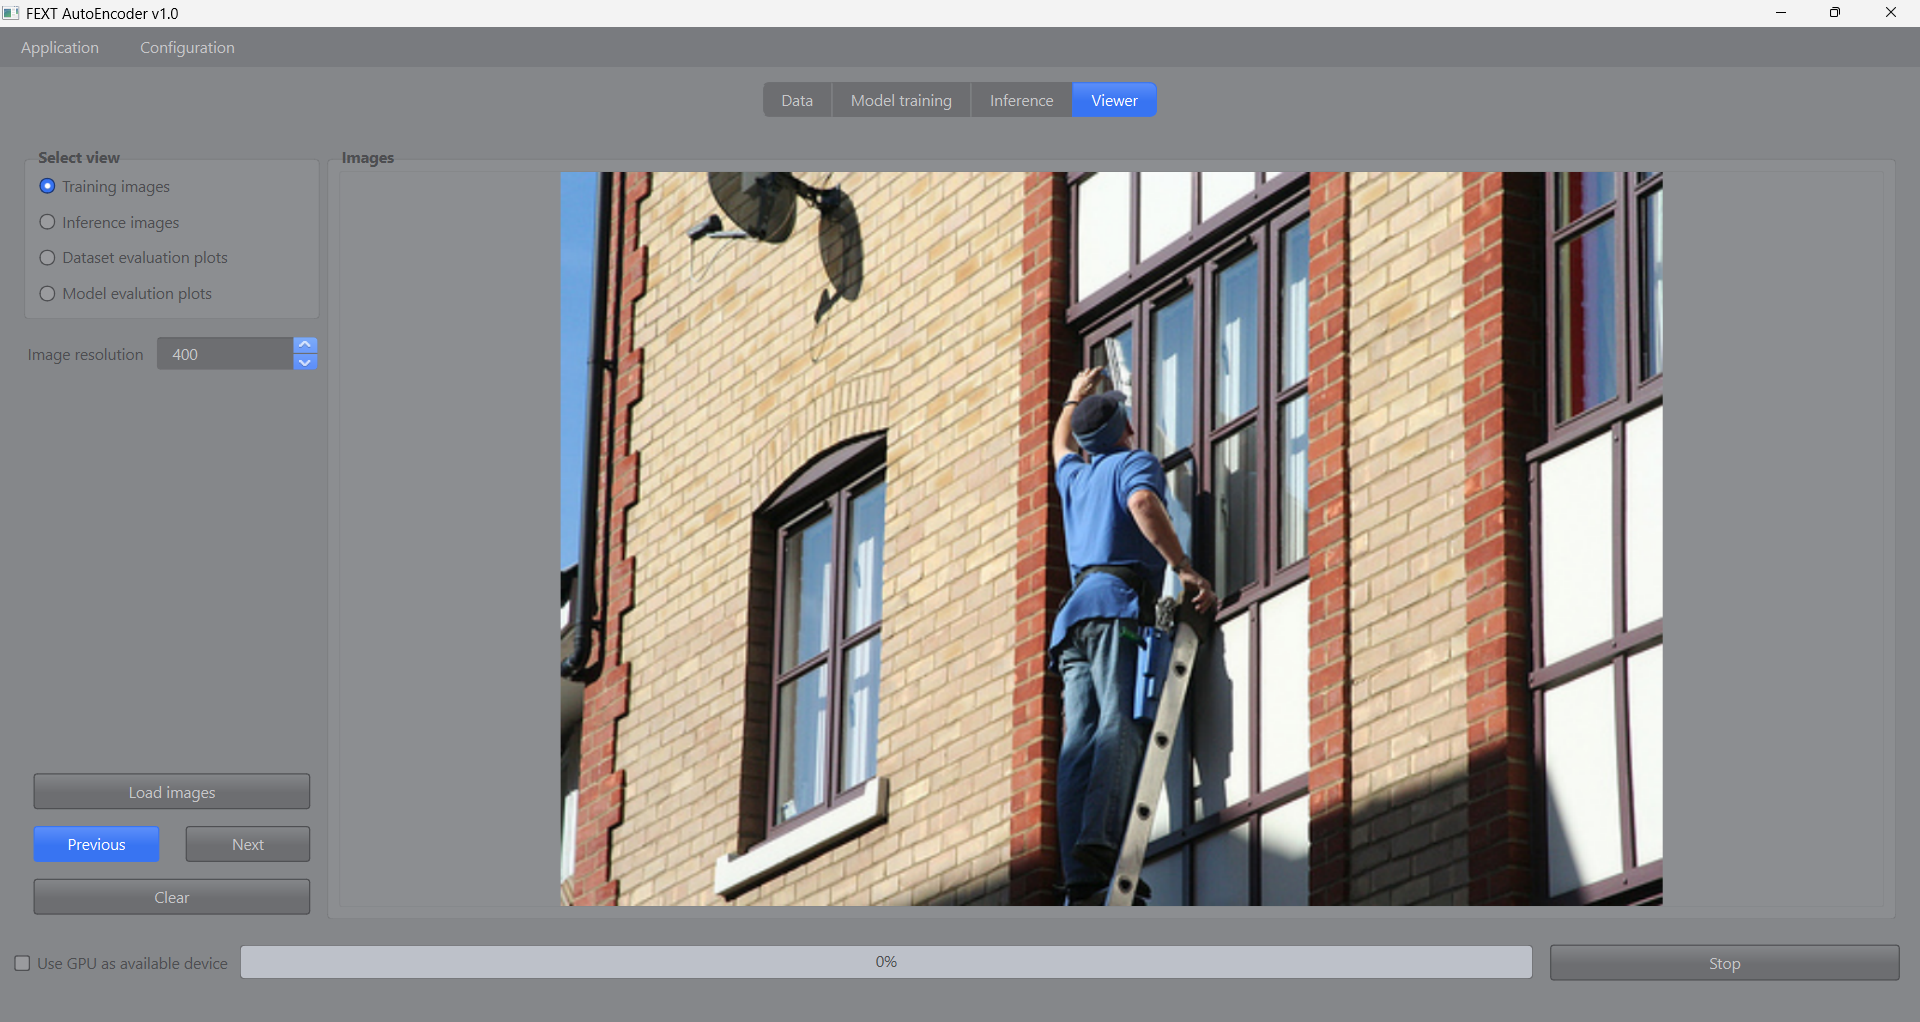 FEXT AutoEncoder v1.0
Application Configuration
Data Model training Inference Viewer
Select view
Training images
Inference images
Dataset evaluation plots
Model evalution plots
Image resolution 400
Load images
Previous Next
Clear
Images
Use GPU as available device 0% Stop